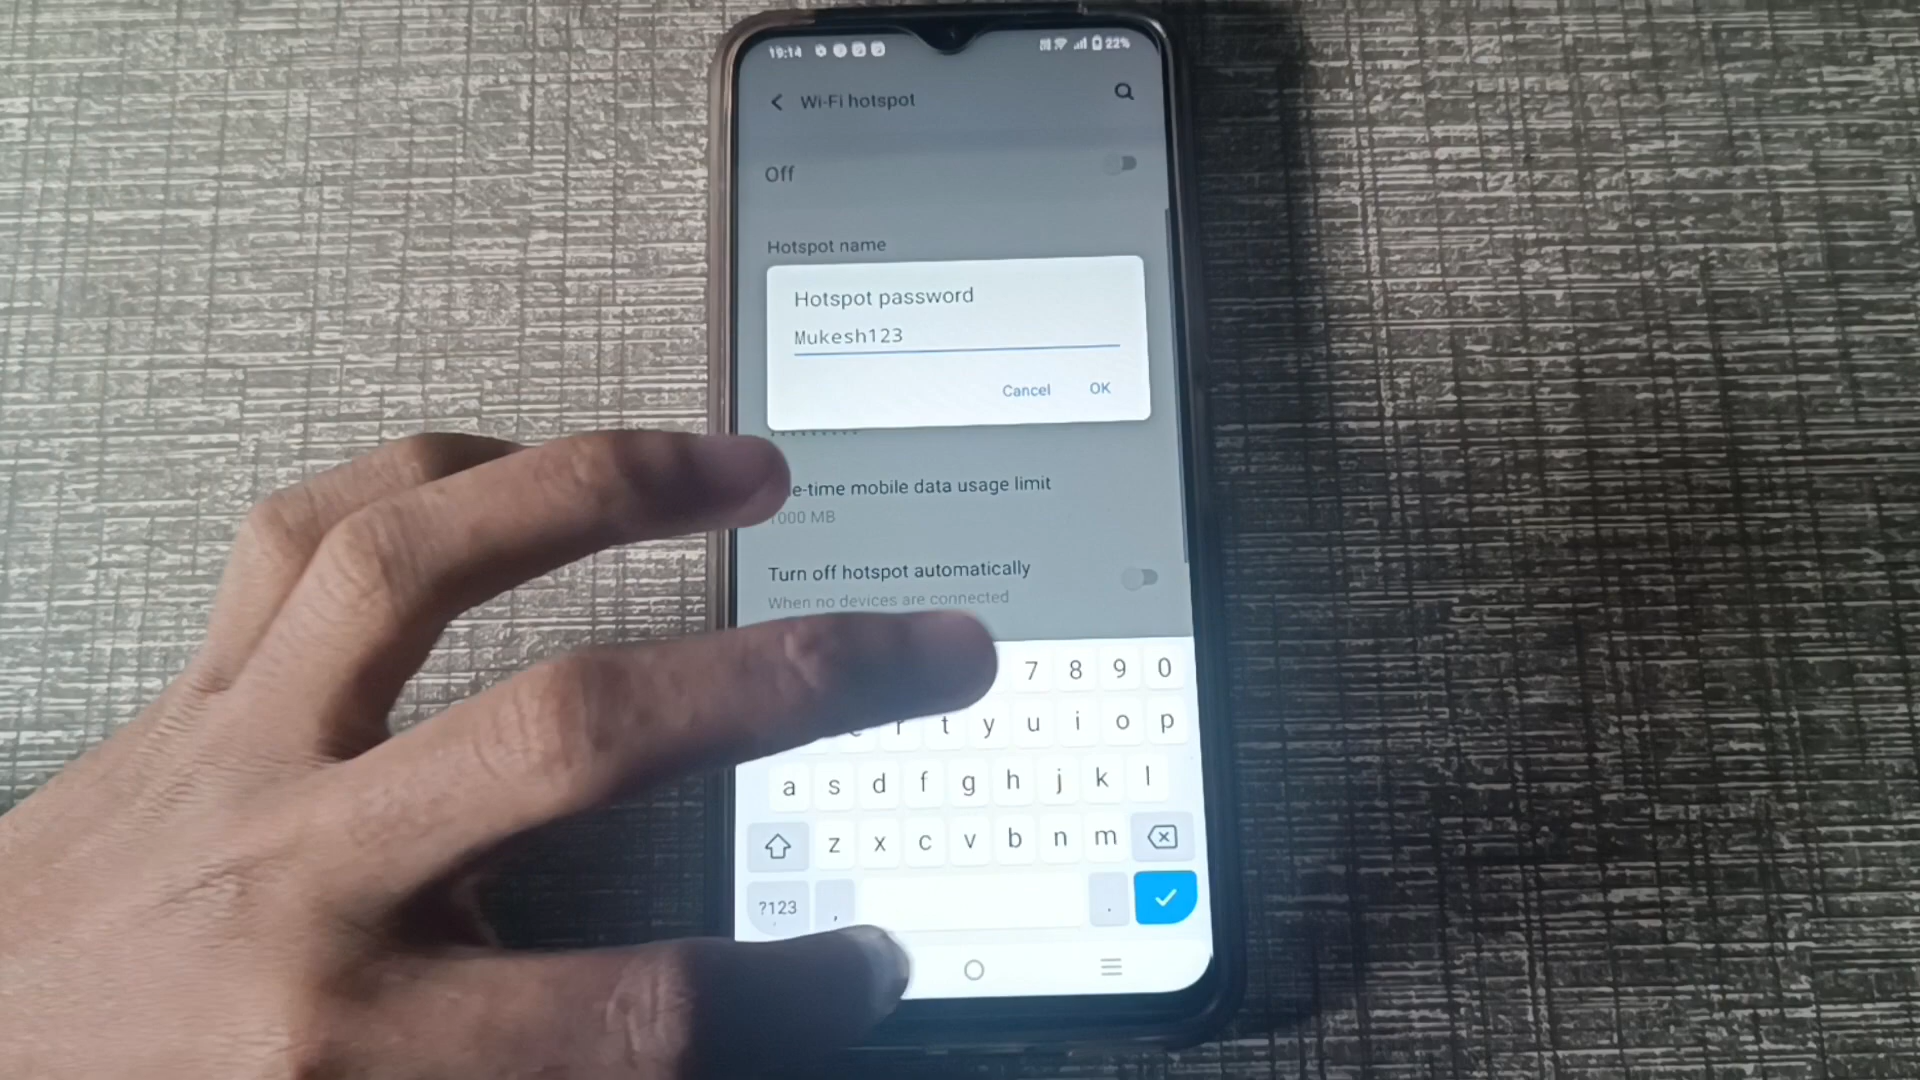 19:14
22%
Wi-Fi hotspot
Off
Hotspot name
Hotspot password
Mukesh123
Cancel OK
e-time mobile data usage limit
1000 MB
Turn off hotspot automatically
When no devices are connected
7 8 9 0
r t y u i o p
a s d f g h j k l
z x c v b n m
?123 , .